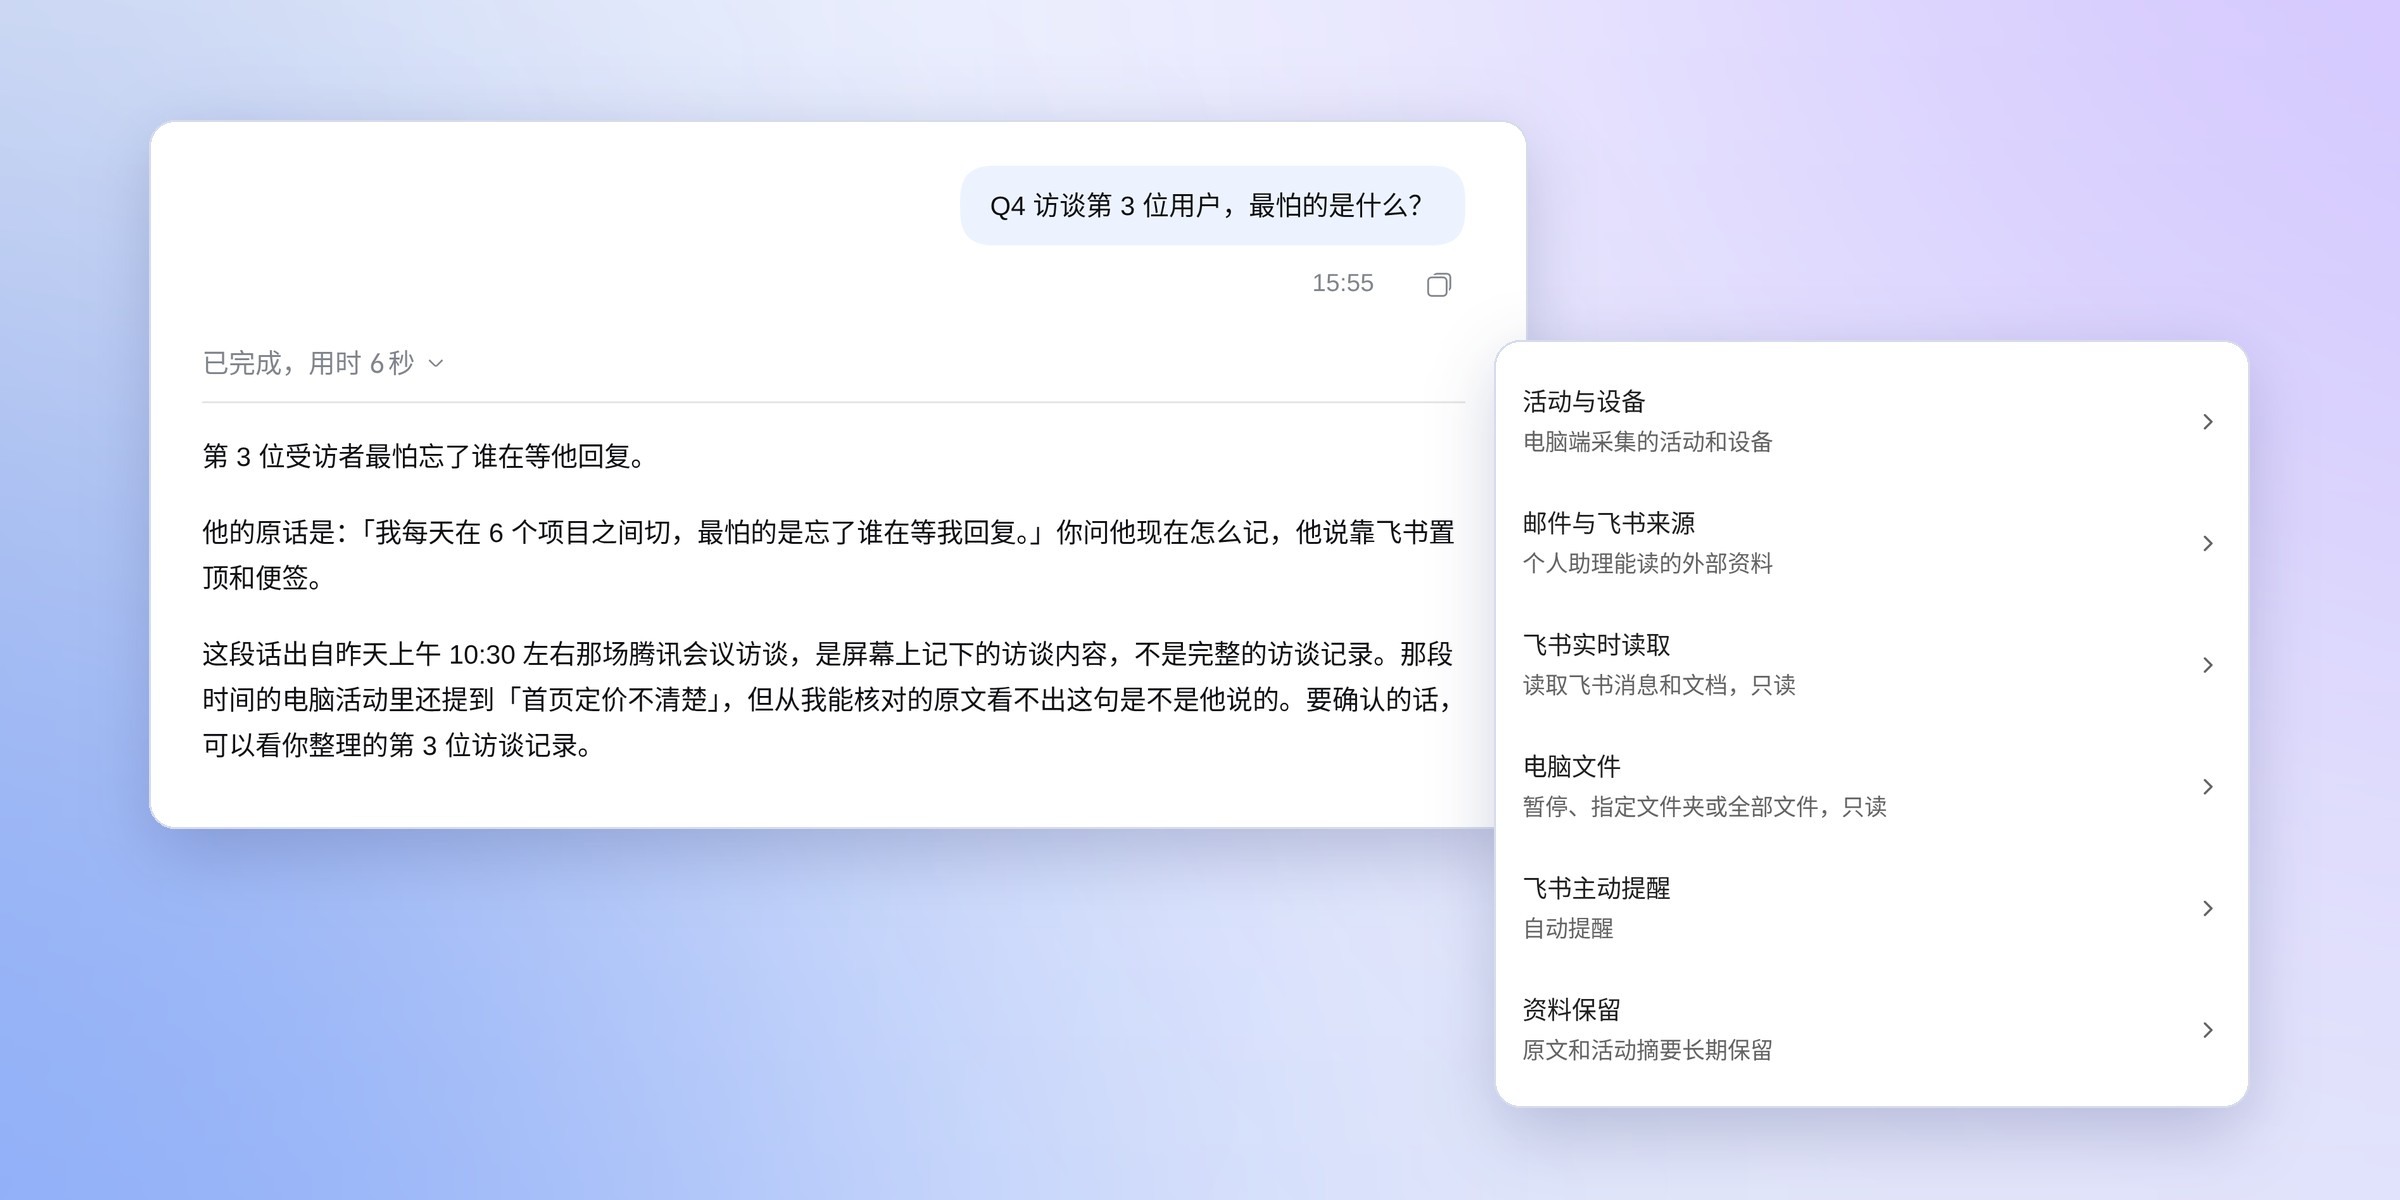 Q4 访谈第 3 位用户，最怕的是什么？
15:55
已完成，用时 6 秒
第 3 位受访者最怕忘了谁在等他回复。
他的原话是：「我每天在 6 个项目之间切，最怕的是忘了谁在等我回复。」你问他现在怎么记，他说靠飞书置
顶和便签。
这段话出自昨天上午 10:30 左右那场腾讯会议访谈，是屏幕上记下的访谈内容，不是完整的访谈记录。那段
时间的电脑活动里还提到「首页定价不清楚」，但从我能核对的原文看不出这句是不是他说的。要确认的话，
可以看你整理的第 3 位访谈记录。
活动与设备
电脑端采集的活动和设备
邮件与飞书来源
个人助理能读的外部资料
飞书实时读取
读取飞书消息和文档，只读
电脑文件
暂停、指定文件夹或全部文件，只读
飞书主动提醒
自动提醒
资料保留
原文和活动摘要长期保留